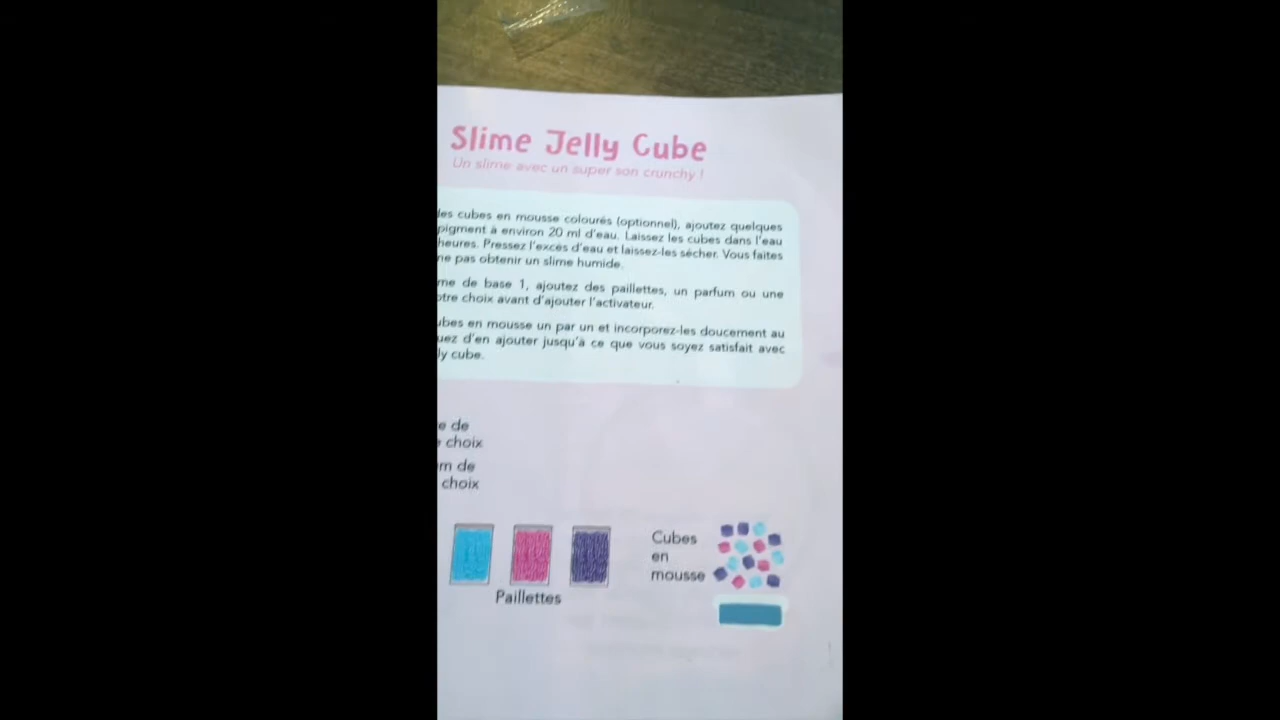 Slime Jelly Cube
Un slime avec un super son crunchy !
des cubes en mousse colourés (optionnel), ajoutez quelques
pigment à environ 20 ml d'eau. Laissez les cubes dans l'eau
heures. Pressez l'excès d'eau et laissez-les sécher. Vous faites
ne pas obtenir un slime humide.
me de base 1, ajoutez des paillettes, un parfum ou une
otre choix avant d'ajouter l'activateur.
ubes en mousse un par un et incorporez-les doucement au
uez d'en ajouter jusqu'à ce que vous soyez satisfait avec
ly cube.
e de
choix
m de
choix
Cubes
en
mousse
Paillettes